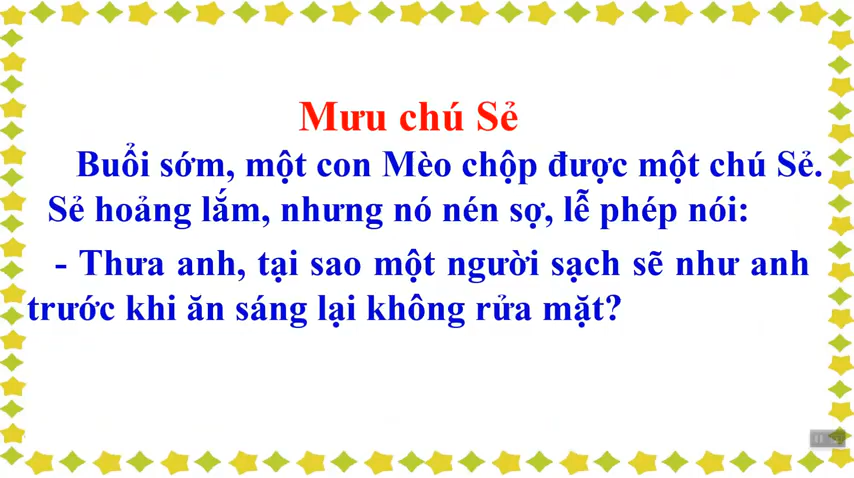 Mưu chú Sẻ
Buổi sớm, một con Mèo chộp được một chú Sẻ.
Sẻ hoảng lắm, nhưng nó nén sợ, lễ phép nói:
- Thưa anh, tại sao một người sạch sẽ như anh
trước khi ăn sáng lại không rửa mặt?